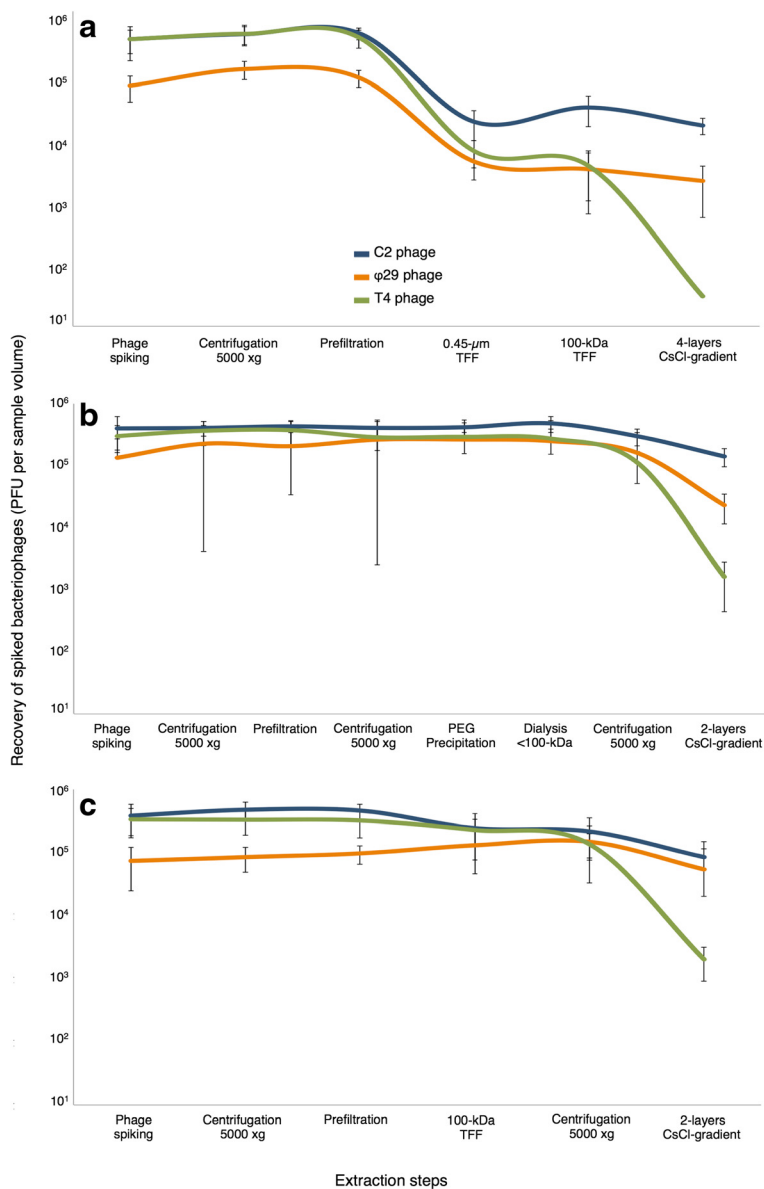 Recovery of spiked bacteriophages (PFU per sample volume)
a
10⁶
10⁵
10⁴
10³
10²
10¹
C2 phage
φ29 phage
T4 phage
Phage
spiking
Centrifugation
5000 xg
Prefiltration
0.45-µm
TFF
100-kDa
TFF
4-layers
CsCl-gradient
b
10⁶
10⁵
10⁴
10³
10²
10¹
Phage
spiking
Centrifugation
5000 xg
Prefiltration
Centrifugation
5000 xg
PEG
Precipitation
Dialysis
<100-kDa
Centrifugation
5000 xg
2-layers
CsCl-gradient
c
10⁶
10⁵
10⁴
10³
10²
10¹
Phage
spiking
Centrifugation
5000 xg
Prefiltration
100-kDa
TFF
Centrifugation
5000 xg
2-layers
CsCl-gradient
Extraction steps